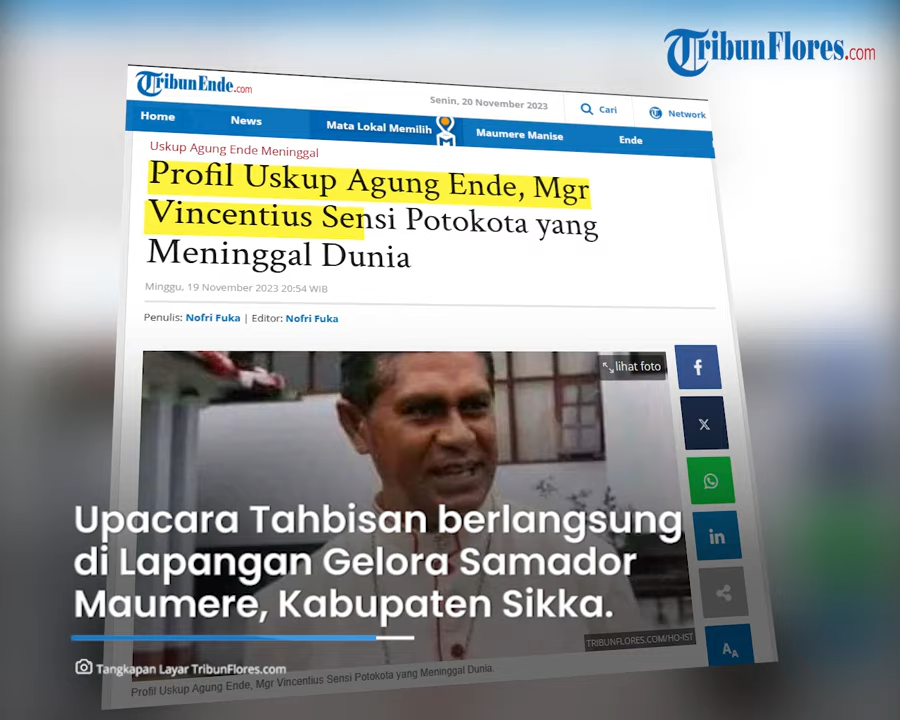 TribunFlores.com
TribunEnde.com
Senin, 20 November 2023
Cari
Network
Home
News
Mata Lokal Memilih
Maumere Manise
Ende
Uskup Agung Ende Meninggal
Profil Uskup Agung Ende, Mgr
Vincentius Sensi Potokota yang
Meninggal Dunia
Minggu, 19 November 2023 20:54 WIB
Penulis: Nofri Fuka | Editor: Nofri Fuka
lihat foto
Upacara Tahbisan berlangsung
di Lapangan Gelora Samador
Maumere, Kabupaten Sikka.
TRIBUNFLORES.COM/HO-IST
Tangkapan Layar TribunFlores.com
Profil Uskup Agung Ende, Mgr Vincentius Sensi Potokota yang Meninggal Dunia.